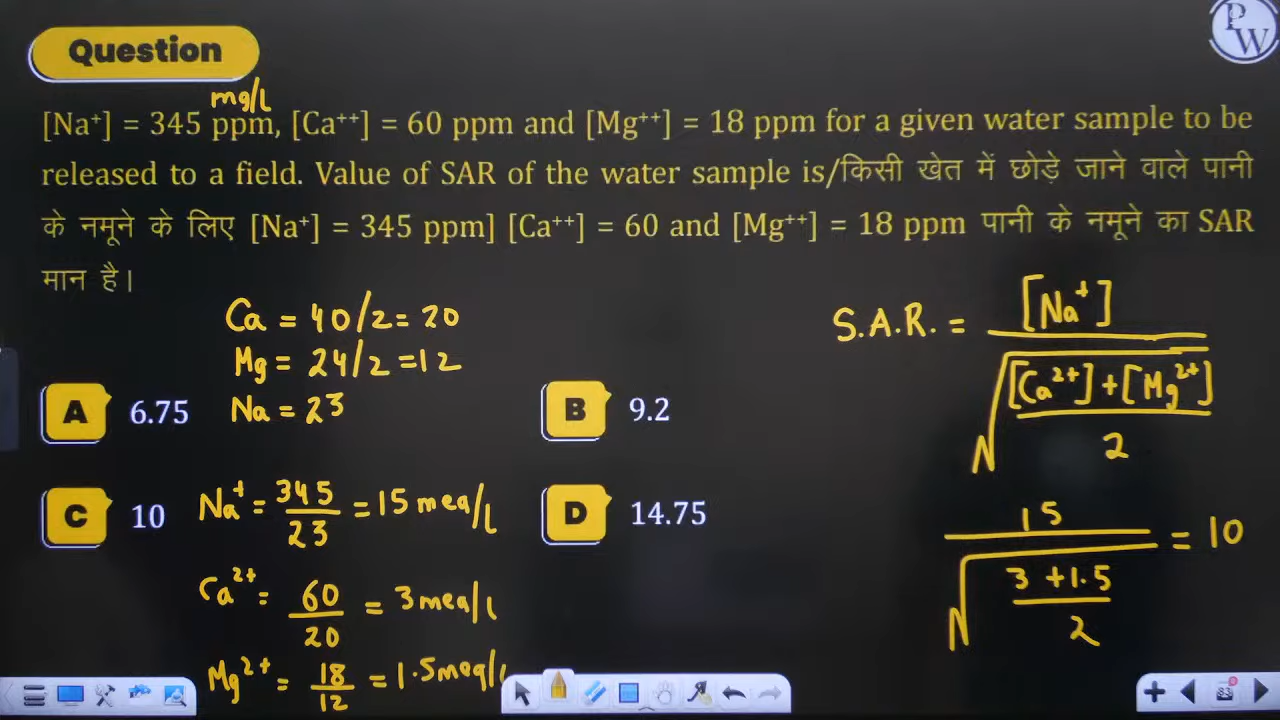 Question
PW
mg/L
[Na⁺] = 345 ppm, [Ca⁺⁺] = 60 ppm and [Mg⁺⁺] = 18 ppm for a given water sample to be
released to a field. Value of SAR of the water sample is/किसी खेत में छोड़े जाने वाले पानी
के नमूने के लिए [Na⁺] = 345 ppm] [Ca⁺⁺] = 60 and [Mg⁺⁺] = 18 ppm पानी के नमूने का SAR
मान है।
Ca = 40/2 = 20
Mg = 24/2 = 12
Na = 23
A 6.75
B 9.2
C 10
D 14.75
Na⁺ = 345/23 = 15 meq/L
Ca²⁺ = 60/20 = 3 meq/L
Mg²⁺ = 18/12 = 1.5 meq/L
S.A.R. = [Na⁺] / √(([Ca²⁺] + [Mg²⁺]) / 2)
15 / √((3 + 1.5) / 2) = 10
83